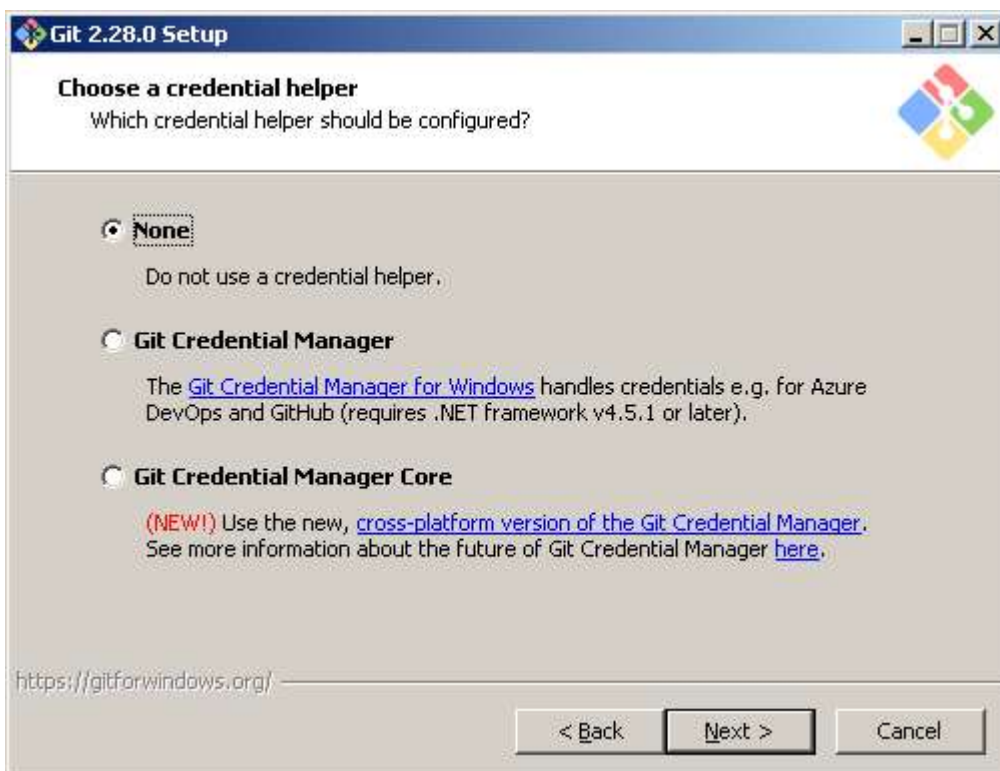 Git 2.28.0 Setup
Choose a credential helper
Which credential helper should be configured?
None
Do not use a credential helper.
Git Credential Manager
The Git Credential Manager for Windows handles credentials e.g. for Azure
DevOps and GitHub (requires .NET framework v4.5.1 or later).
Git Credential Manager Core
(NEW!) Use the new, cross-platform version of the Git Credential Manager.
See more information about the future of Git Credential Manager here.
https://gitforwindows.org/
< Back Next > Cancel